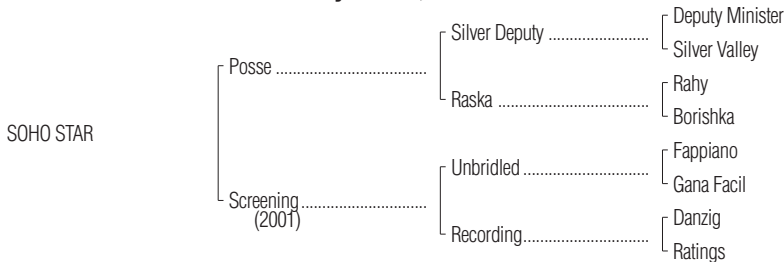 Deputy Minister
Silver Deputy ........................
Silver Valley
Posse ....................................
Rahy
Raska ....................................
Borishka
SOHO STAR
Fappiano
Unbridled ..............................
Gana Facil
Screening ..............................
(2001)
Danzig
Recording ..............................
Ratings